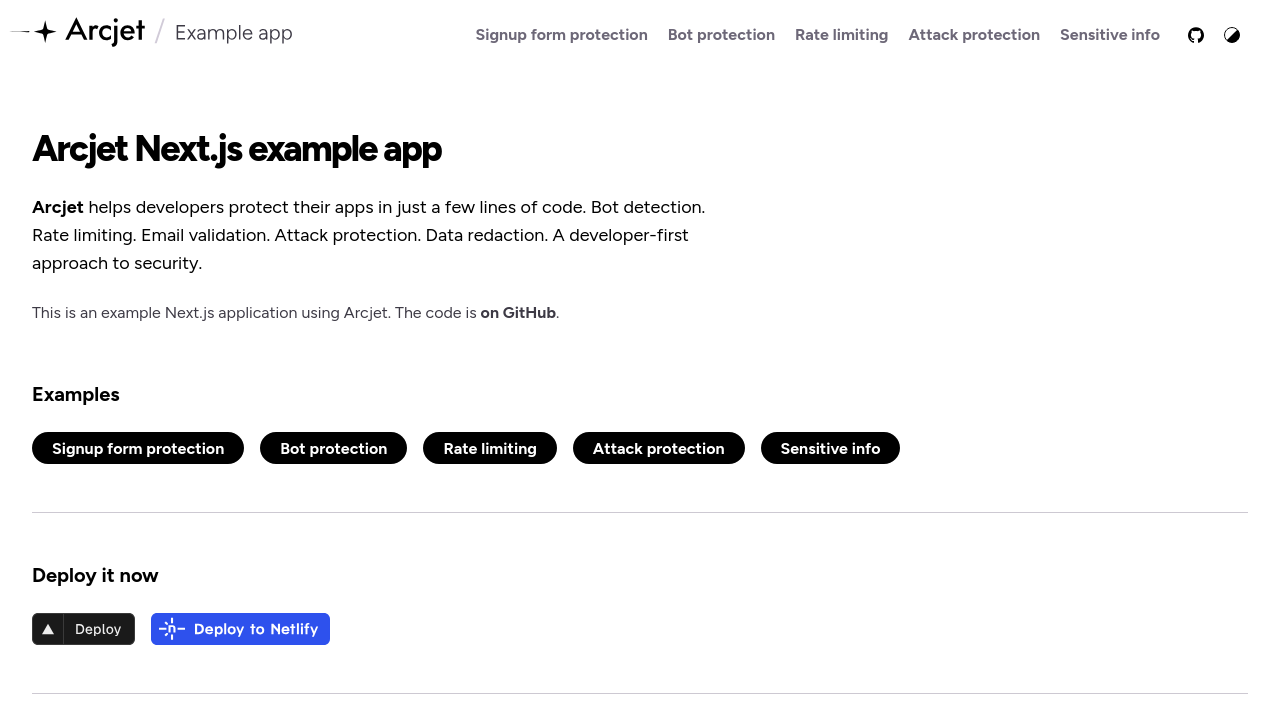 Arcjet / Example app
Signup form protection Bot protection Rate limiting Attack protection Sensitive info
Arcjet Next.js example app
Arcjet helps developers protect their apps in just a few lines of code. Bot detection.
Rate limiting. Email validation. Attack protection. Data redaction. A developer-first
approach to security.
This is an example Next.js application using Arcjet. The code is on GitHub.
Examples
Signup form protection Bot protection Rate limiting Attack protection Sensitive info
Deploy it now
Deploy Deploy to Netlify